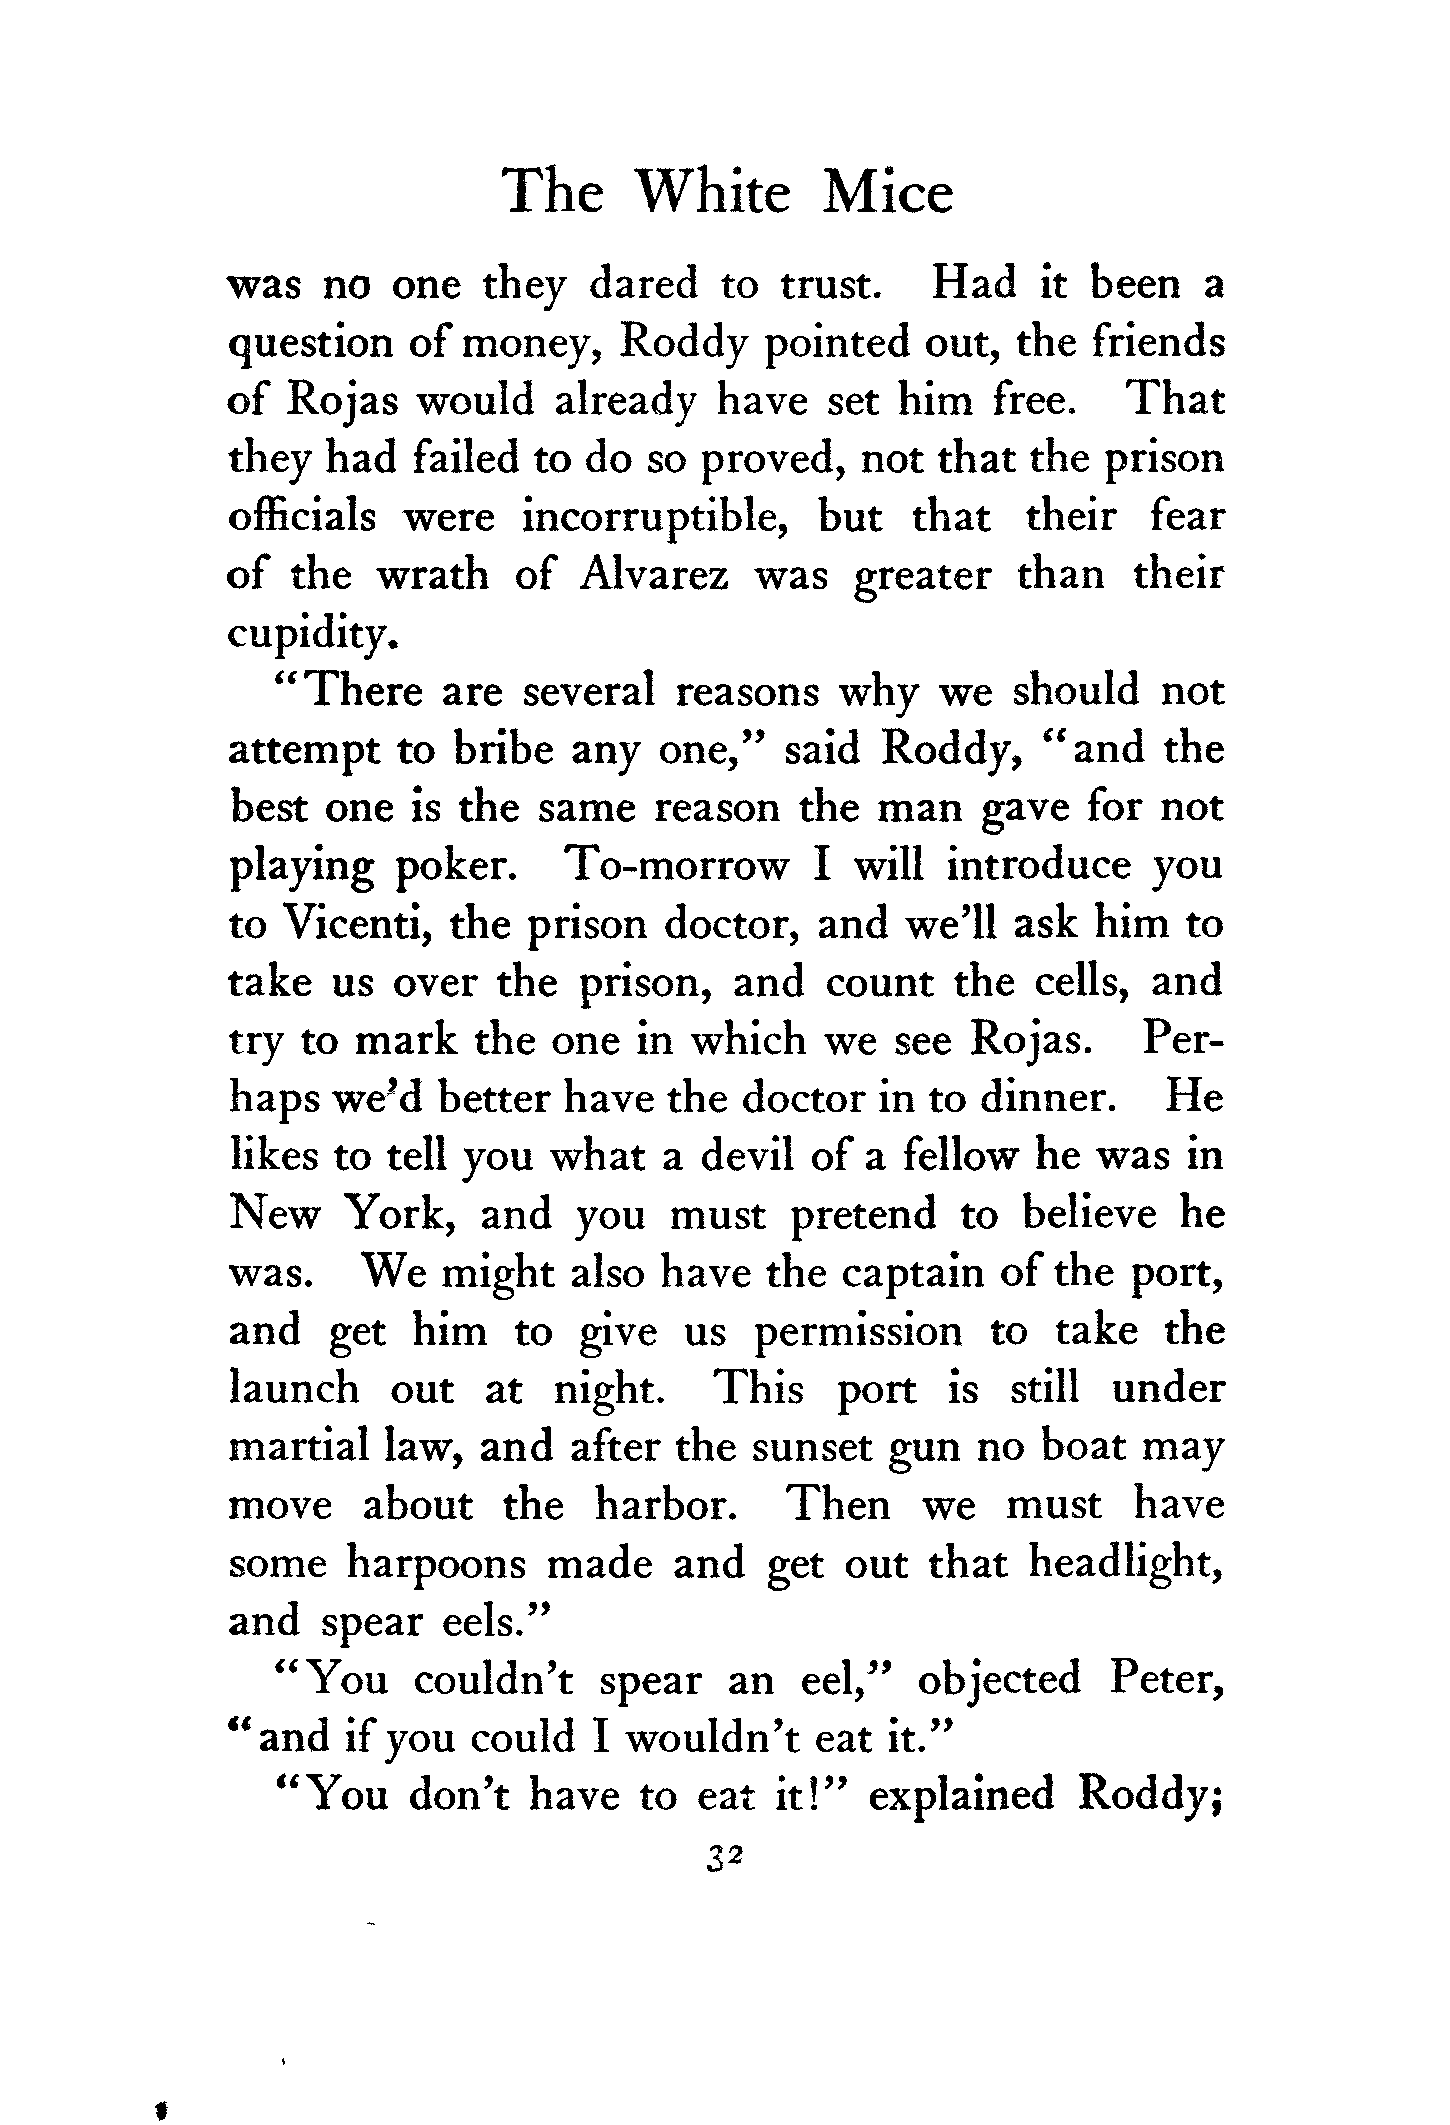 The White Mice
was no one they dared to trust. Had it been a
question of money, Roddy pointed out, the friends
of Rojas would already have set him free. That
they had failed to do so proved, not that the prison
officials were incorruptible, but that their fear
of the wrath of Alvarez was greater than their
cupidity.
“There are several reasons why we should not
attempt to bribe any one,” said Roddy, “and the
best one is the same reason the man gave for not
playing poker. To-morrow I will introduce you
to Vicenti, the prison doctor, and we’ll ask him to
take us over the prison, and count the cells, and
try to mark the one in which we see Rojas. Per-
haps we’d better have the doctor in to dinner. He
likes to tell you what a devil of a fellow he was in
New York, and you must pretend to believe he
was. We might also have the captain of the port,
and get him to give us permission to take the
launch out at night. This port is still under
martial law, and after the sunset gun no boat may
move about the harbor. Then we must have
some harpoons made and get out that headlight,
and spear eels.”
“You couldn’t spear an eel,” objected Peter,
“and if you could I wouldn’t eat it.”
“You don’t have to eat it!” explained Roddy;
32